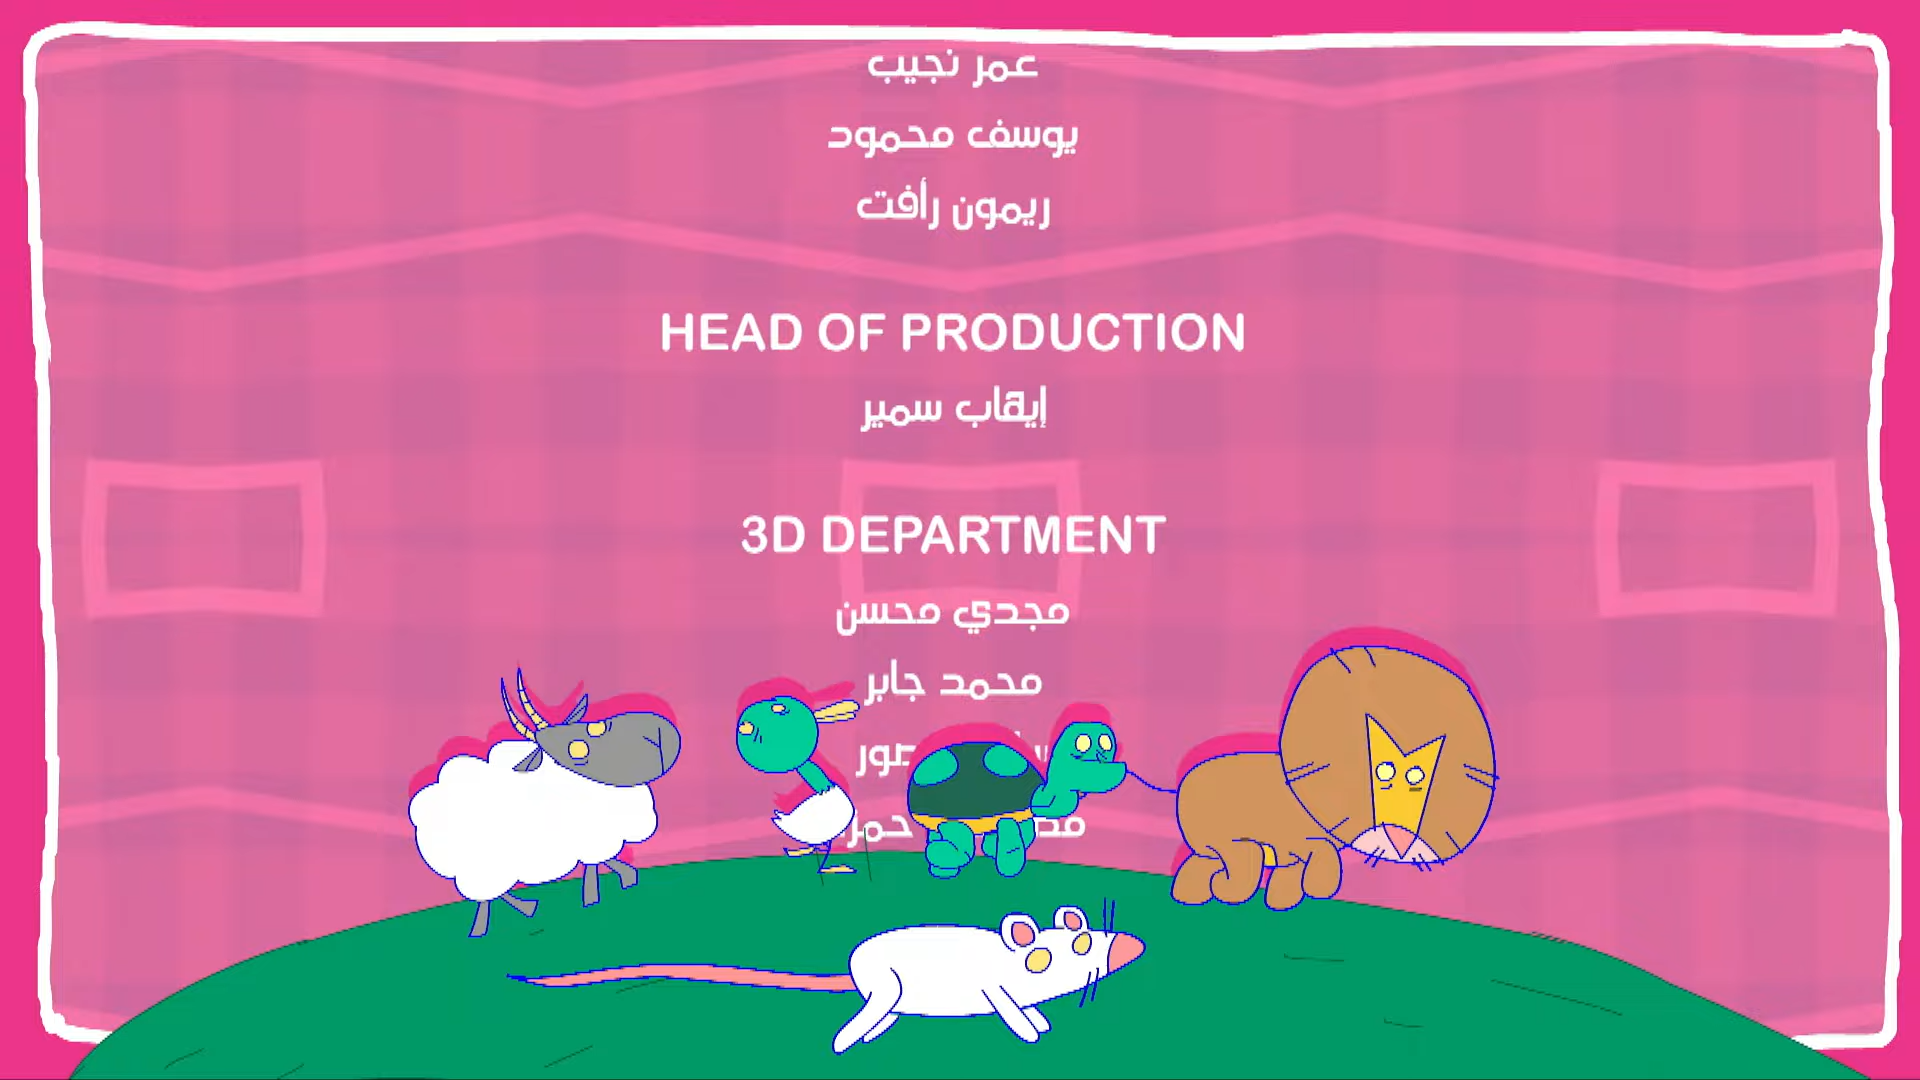 عمر نجيب
يوسف محمود
ريمون رأفت
HEAD OF PRODUCTION
إيهاب سمير
3D DEPARTMENT
مجدي محسن
محمد جابر